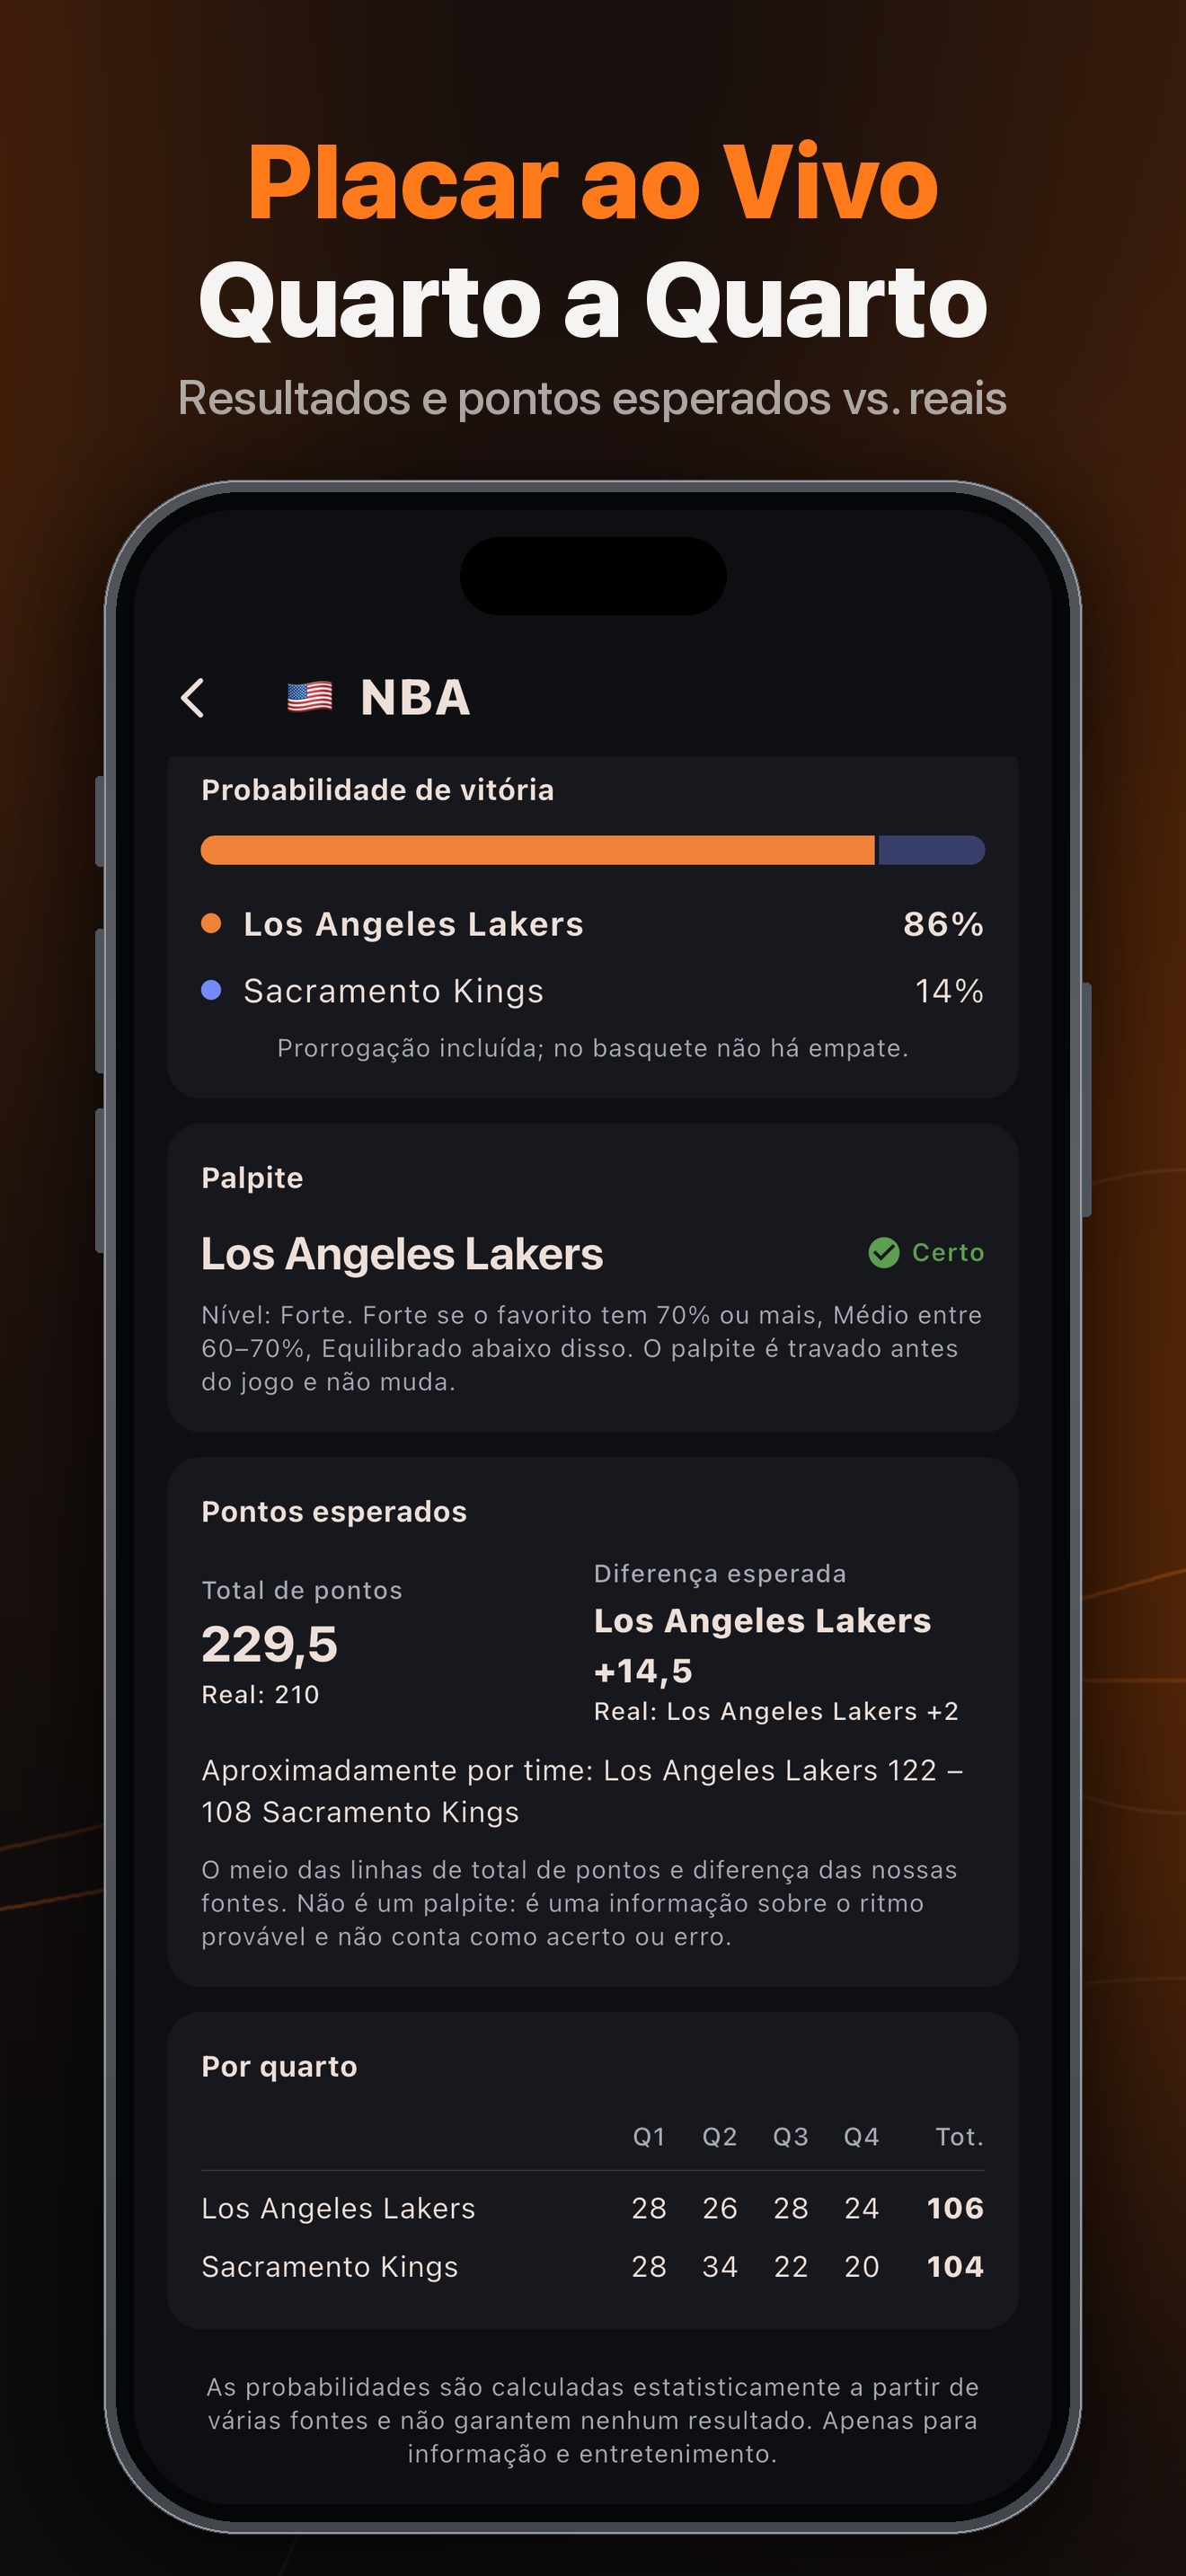 Placar ao Vivo
Quarto a Quarto
Resultados e pontos esperados vs. reais
NBA
Probabilidade de vitória
Los Angeles Lakers 86%
Sacramento Kings 14%
Prorrogação incluída; no basquete não há empate.
Palpite
Los Angeles Lakers Certo
Nível: Forte. Forte se o favorito tem 70% ou mais, Médio entre
60–70%, Equilibrado abaixo disso. O palpite é travado antes
do jogo e não muda.
Pontos esperados
Total de pontos
229,5
Real: 210
Diferença esperada
Los Angeles Lakers
+14,5
Real: Los Angeles Lakers +2
Aproximadamente por time: Los Angeles Lakers 122 –
108 Sacramento Kings
O meio das linhas de total de pontos e diferença das nossas
fontes. Não é um palpite: é uma informação sobre o ritmo
provável e não conta como acerto ou erro.
Por quarto
Q1 Q2 Q3 Q4 Tot.
Los Angeles Lakers 28 26 28 24 106
Sacramento Kings 28 34 22 20 104
As probabilidades são calculadas estatisticamente a partir de
várias fontes e não garantem nenhum resultado. Apenas para
informação e entretenimento.